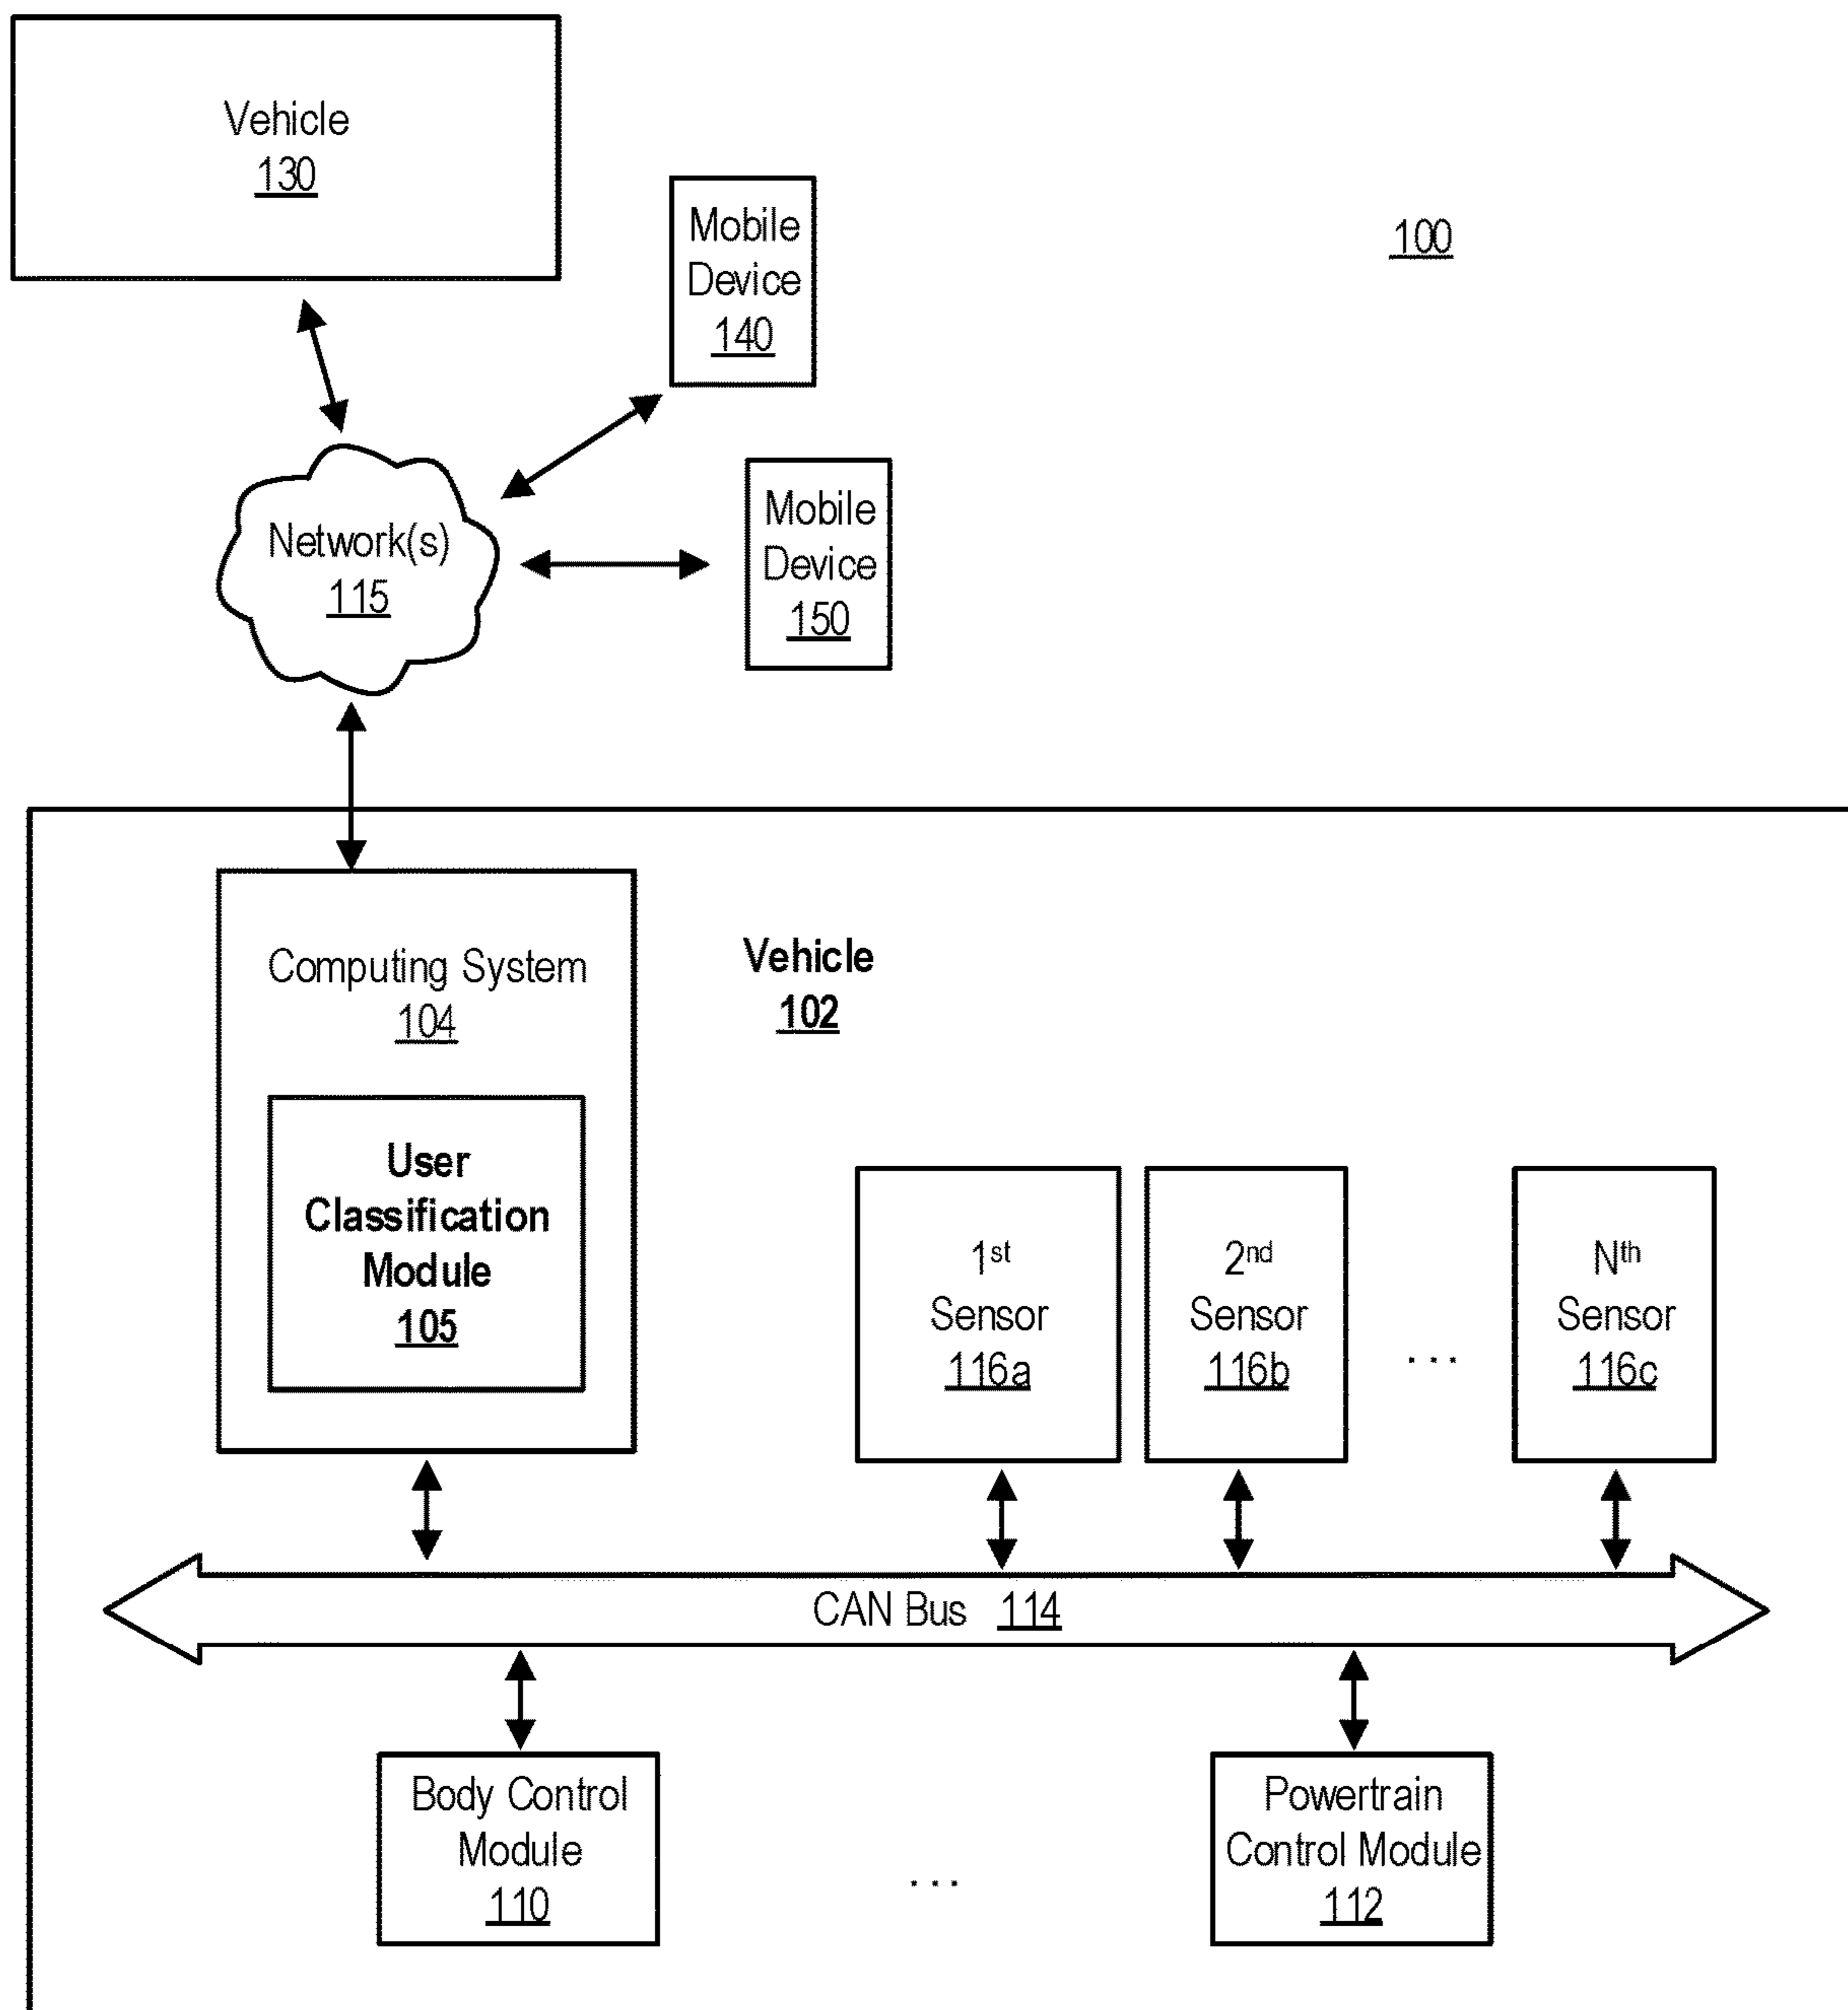 Vehicle
130
Mobile
Device
140
100
Mobile
Device
150
Network(s)
115
Computing System
104
Vehicle
102
User
Classification
Module
105
1st
Sensor
116a
2nd
Sensor
116b
...
Nth
Sensor
116c
CAN Bus 114
Body Control
Module
110
...
Powertrain
Control Module
112